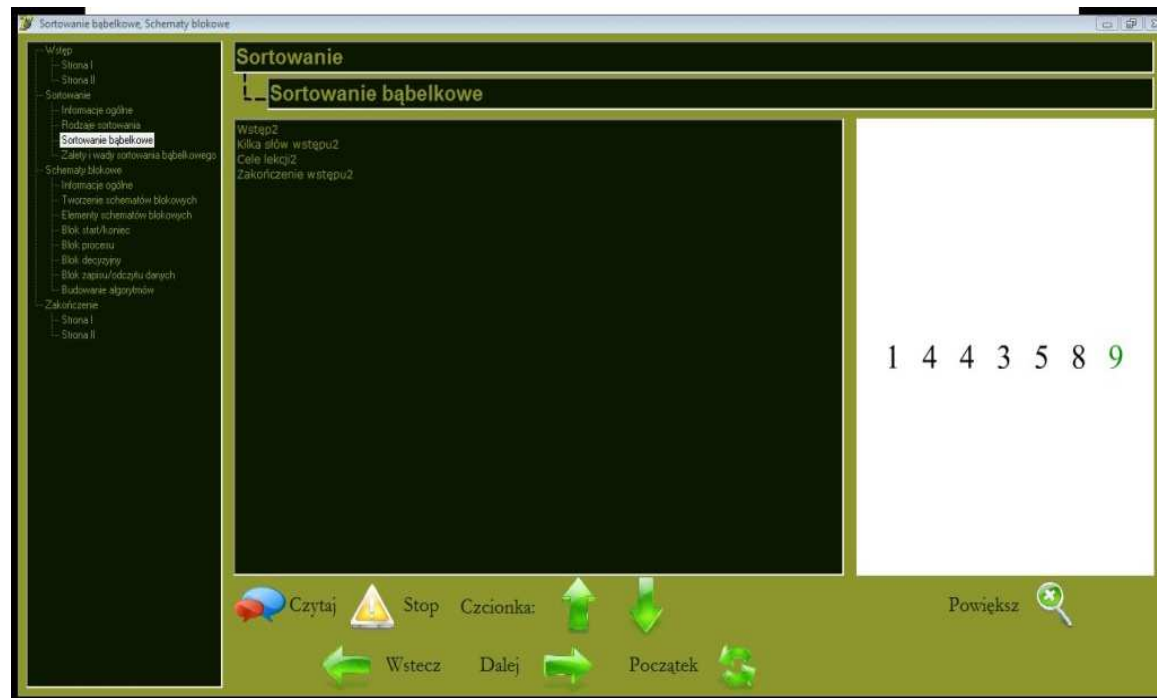 Sortowanie bąbelkowe, Schematy blokowe
Wstęp
Strona I
Strona II
Sortowanie
Informacje ogólne
Rodzaje sortowania
Sortowanie bąbelkowe
Zalety i wady sortowania bąbelkowego
Schematy blokowe
Informacje ogólne
Tworzenie schematów blokowych
Elementy schematów blokowych
Blok start/koniec
Blok procesu
Blok decyzyjny
Blok zapisu/odczytu danych
Budowanie algorytmów
Zakończenie
Strona I
Strona II
Sortowanie
Sortowanie bąbelkowe
Wstęp2
Kilka słów wstępu2
Cele lekcji2
Zakończenie wstępu2
1 4 4 3 5 8 9
Czytaj Stop Czcionka: Powiększ
Wstecz Dalej Początek